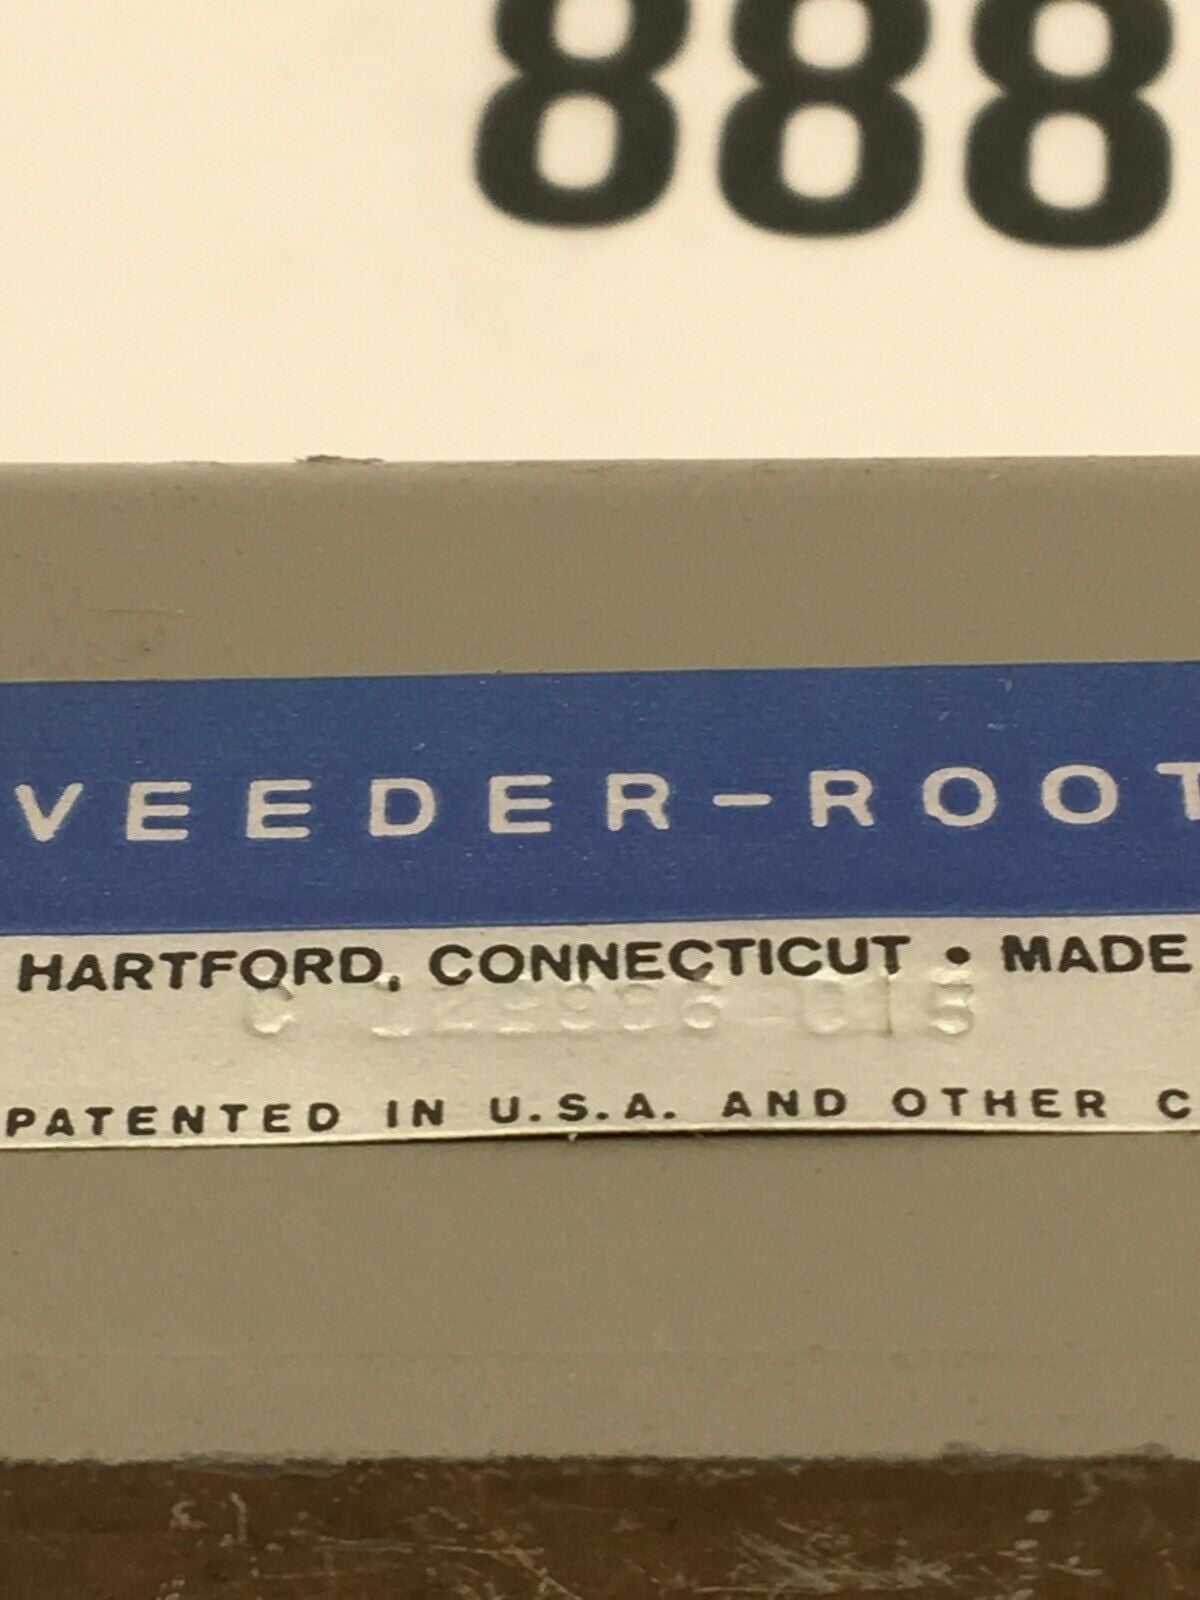 888
VEEDER-ROOT
HARTFORD, CONNECTICUT • MADE
PATENTED IN U.S.A. AND OTHER C